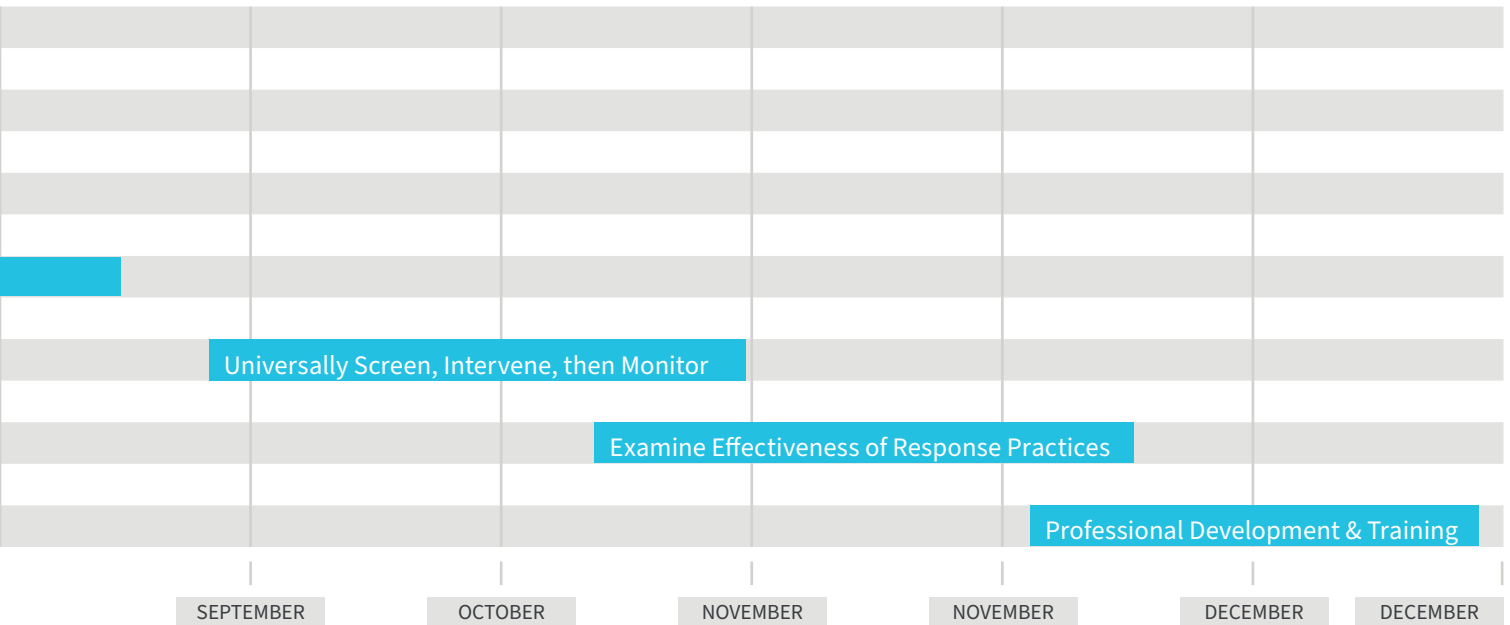 Universally Screen, Intervene, then Monitor
Examine Effectiveness of Response Practices
Professional Development & Training
SEPTEMBER OCTOBER NOVEMBER NOVEMBER DECEMBER DECEMBER